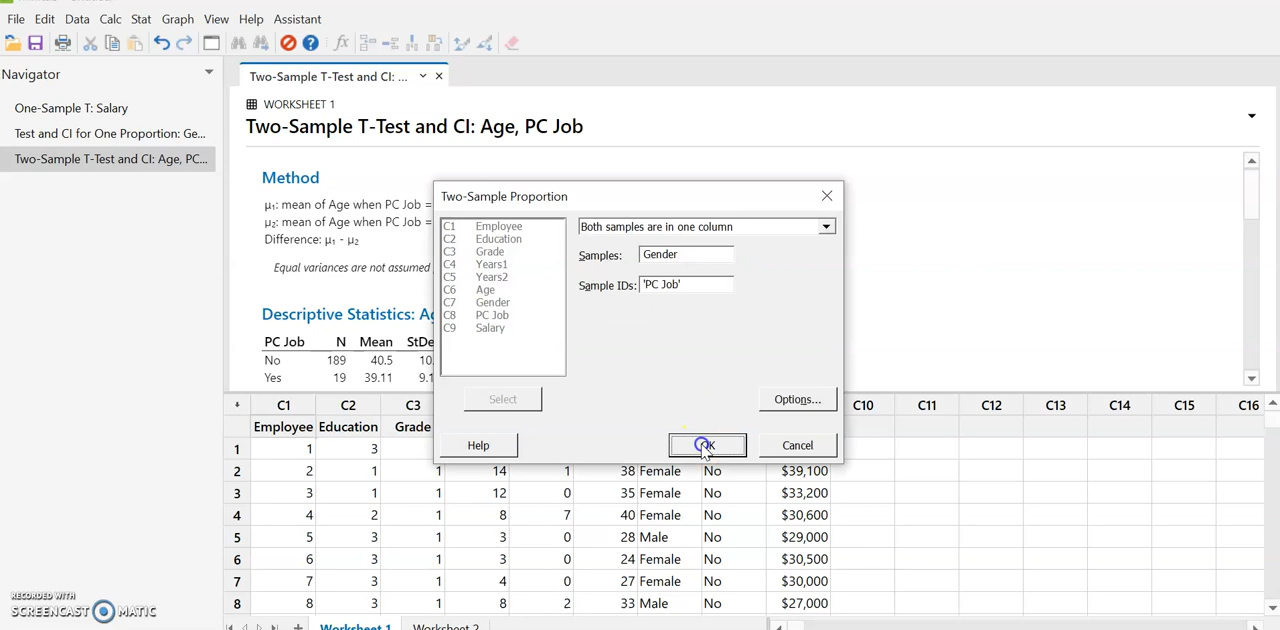 File Edit Data Calc Stat Graph View Help Assistant
Navigator
Two-Sample T-Test and CI: ...
One-Sample T: Salary
Test and CI for One Proportion: Ge...
Two-Sample T-Test and CI: Age, PC...
WORKSHEET 1
Two-Sample T-Test and CI: Age, PC Job
Method
μ₁: mean of Age when PC Job =
μ₂: mean of Age when PC Job =
Difference: μ₁ - μ₂
Equal variances are not assumed
Descriptive Statistics:
PC Job N Mean StDe
No 189 40.5 10.
Yes 19 39.11 9.1
Two-Sample Proportion
C1 Employee
C2 Education
C3 Grade
C4 Years1
C5 Years2
C6 Age
C7 Gender
C8 PC Job
C9 Salary
Both samples are in one column
Samples: Gender
Sample IDs: 'PC Job'
Select
Options...
Help
OK
Cancel
C1 C2 C3 C10 C11 C12 C13 C14 C15 C16
Employee Education Grade
1 1 3
2 2 1 1 14 1 38 Female No $39,100
3 3 1 1 12 0 35 Female No $33,200
4 4 2 1 8 7 40 Female No $30,600
5 5 3 1 3 0 28 Male No $29,000
6 6 3 1 3 0 24 Female No $30,500
7 7 3 1 4 0 27 Female No $30,000
8 8 3 1 8 2 33 Male No $27,000
Worksheet 1 Worksheet 2
RECORDED WITH
SCREENCAST MATIC